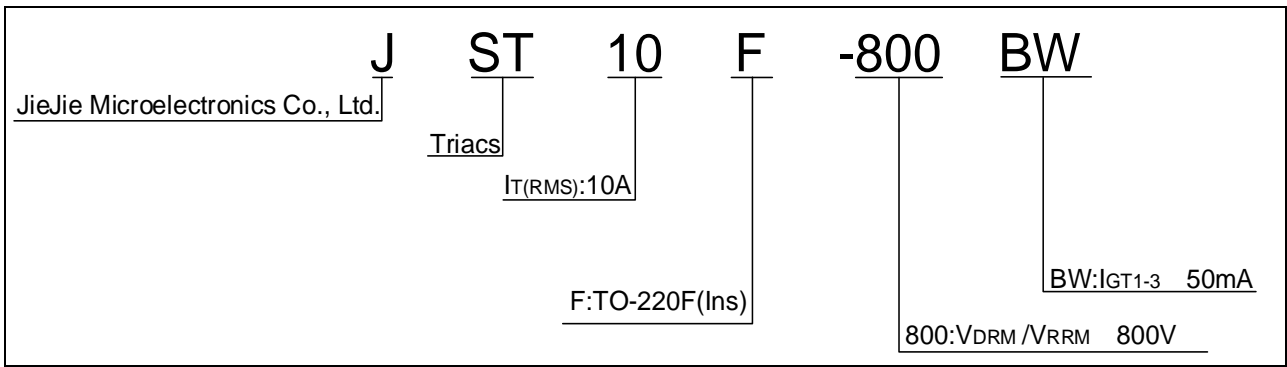 J ST 10 F -800 BW
JieJie Microelectronics Co., Ltd.
Triacs
IT(RMS):10A
F:TO-220F(Ins)
BW:IGT1-3 50mA
800:VDRM /VRRM 800V